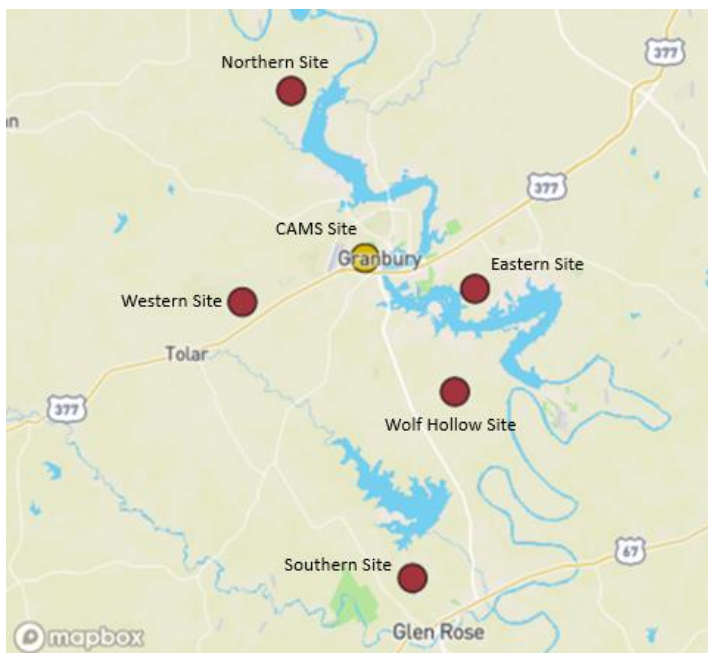 377
Northern Site
an
377
CAMS Site
Granbury
Eastern Site
Western Site
Tolar
377
Wolf Hollow Site
67
Southern Site
Glen Rose
mapbox